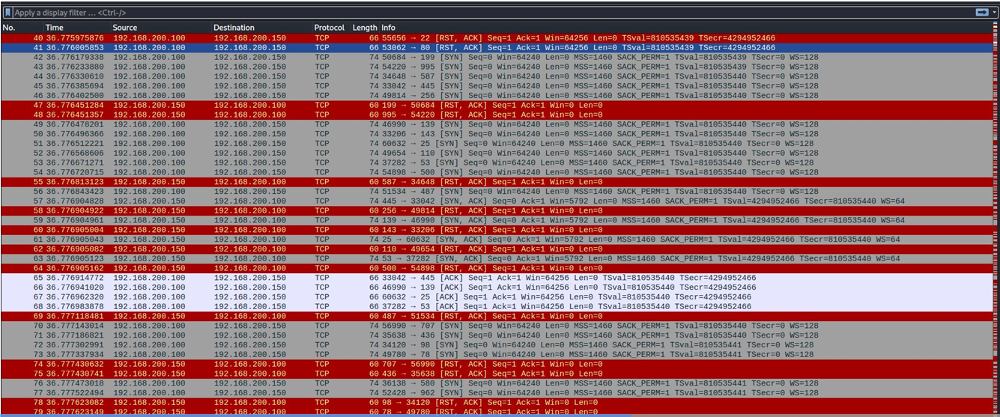 Apply a display filter ... <Ctrl-/>
No. Time Source Destination Protocol Length Info
40 36.775975876 192.168.200.100 192.168.200.150 TCP 66 55656 → 22 [RST, ACK] Seq=1 Ack=1 Win=64256 Len=0 TSval=810535439 TSecr=4294952466
41 36.776005853 192.168.200.100 192.168.200.150 TCP 66 53062 → 80 [RST, ACK] Seq=1 Ack=1 Win=64256 Len=0 TSval=810535439 TSecr=4294952466
42 36.776179338 192.168.200.100 192.168.200.150 TCP 74 50684 → 199 [SYN] Seq=0 Win=64240 Len=0 MSS=1460 SACK_PERM=1 TSval=810535439 TSecr=0 WS=128
43 36.776233880 192.168.200.100 192.168.200.150 TCP 74 54220 → 995 [SYN] Seq=0 Win=64240 Len=0 MSS=1460 SACK_PERM=1 TSval=810535439 TSecr=0 WS=128
44 36.776330610 192.168.200.100 192.168.200.150 TCP 74 34648 → 587 [SYN] Seq=0 Win=64240 Len=0 MSS=1460 SACK_PERM=1 TSval=810535440 TSecr=0 WS=128
45 36.776385694 192.168.200.100 192.168.200.150 TCP 74 33042 → 445 [SYN] Seq=0 Win=64240 Len=0 MSS=1460 SACK_PERM=1 TSval=810535440 TSecr=0 WS=128
46 36.776402500 192.168.200.100 192.168.200.150 TCP 74 49814 → 256 [SYN] Seq=0 Win=64240 Len=0 MSS=1460 SACK_PERM=1 TSval=810535440 TSecr=0 WS=128
47 36.776451284 192.168.200.150 192.168.200.100 TCP 60 199 → 50684 [RST, ACK] Seq=1 Ack=1 Win=0 Len=0
48 36.776451357 192.168.200.150 192.168.200.100 TCP 60 995 → 54220 [RST, ACK] Seq=1 Ack=1 Win=0 Len=0
49 36.776478201 192.168.200.100 192.168.200.150 TCP 74 46990 → 139 [SYN] Seq=0 Win=64240 Len=0 MSS=1460 SACK_PERM=1 TSval=810535440 TSecr=0 WS=128
50 36.776496366 192.168.200.100 192.168.200.150 TCP 74 33206 → 143 [SYN] Seq=0 Win=64240 Len=0 MSS=1460 SACK_PERM=1 TSval=810535440 TSecr=0 WS=128
51 36.776512221 192.168.200.100 192.168.200.150 TCP 74 60632 → 25 [SYN] Seq=0 Win=64240 Len=0 MSS=1460 SACK_PERM=1 TSval=810535440 TSecr=0 WS=128
52 36.776568606 192.168.200.100 192.168.200.150 TCP 74 49654 → 110 [SYN] Seq=0 Win=64240 Len=0 MSS=1460 SACK_PERM=1 TSval=810535440 TSecr=0 WS=128
53 36.776671271 192.168.200.100 192.168.200.150 TCP 74 37282 → 53 [SYN] Seq=0 Win=64240 Len=0 MSS=1460 SACK_PERM=1 TSval=810535440 TSecr=0 WS=128
54 36.776720715 192.168.200.100 192.168.200.150 TCP 74 54898 → 500 [SYN] Seq=0 Win=64240 Len=0 MSS=1460 SACK_PERM=1 TSval=810535440 TSecr=0 WS=128
55 36.776813123 192.168.200.150 192.168.200.100 TCP 60 587 → 34648 [RST, ACK] Seq=1 Ack=1 Win=0 Len=0
56 36.776843423 192.168.200.100 192.168.200.150 TCP 74 51534 → 487 [SYN] Seq=0 Win=64240 Len=0 MSS=1460 SACK_PERM=1 TSval=810535440 TSecr=0 WS=128
57 36.776904828 192.168.200.150 192.168.200.100 TCP 74 445 → 33042 [SYN, ACK] Seq=0 Ack=1 Win=5792 Len=0 MSS=1460 SACK_PERM=1 TSval=4294952466 TSecr=810535440 WS=64
58 36.776904922 192.168.200.150 192.168.200.100 TCP 60 256 → 49814 [RST, ACK] Seq=1 Ack=1 Win=0 Len=0
59 36.776904961 192.168.200.150 192.168.200.100 TCP 74 139 → 46990 [SYN, ACK] Seq=0 Ack=1 Win=5792 Len=0 MSS=1460 SACK_PERM=1 TSval=4294952466 TSecr=810535440 WS=64
60 36.776905004 192.168.200.150 192.168.200.100 TCP 60 143 → 33206 [RST, ACK] Seq=1 Ack=1 Win=0 Len=0
61 36.776905043 192.168.200.150 192.168.200.100 TCP 74 25 → 60632 [SYN, ACK] Seq=0 Ack=1 Win=5792 Len=0 MSS=1460 SACK_PERM=1 TSval=4294952466 TSecr=810535440 WS=64
62 36.776905082 192.168.200.150 192.168.200.100 TCP 60 110 → 49654 [RST, ACK] Seq=1 Ack=1 Win=0 Len=0
63 36.776905123 192.168.200.150 192.168.200.100 TCP 74 53 → 37282 [SYN, ACK] Seq=0 Ack=1 Win=5792 Len=0 MSS=1460 SACK_PERM=1 TSval=4294952466 TSecr=810535440 WS=64
64 36.776905162 192.168.200.150 192.168.200.100 TCP 60 500 → 54898 [RST, ACK] Seq=1 Ack=1 Win=0 Len=0
65 36.776914772 192.168.200.100 192.168.200.150 TCP 66 33042 → 445 [ACK] Seq=1 Ack=1 Win=64256 Len=0 TSval=810535440 TSecr=4294952466
66 36.776941020 192.168.200.100 192.168.200.150 TCP 66 46990 → 139 [ACK] Seq=1 Ack=1 Win=64256 Len=0 TSval=810535440 TSecr=4294952466
67 36.776962320 192.168.200.100 192.168.200.150 TCP 66 60632 → 25 [ACK] Seq=1 Ack=1 Win=64256 Len=0 TSval=810535440 TSecr=4294952466
68 36.776983878 192.168.200.100 192.168.200.150 TCP 66 37282 → 53 [ACK] Seq=1 Ack=1 Win=64256 Len=0 TSval=810535440 TSecr=4294952466
69 36.777118481 192.168.200.150 192.168.200.100 TCP 60 487 → 51534 [RST, ACK] Seq=1 Ack=1 Win=0 Len=0
70 36.777143014 192.168.200.100 192.168.200.150 TCP 74 56990 → 707 [SYN] Seq=0 Win=64240 Len=0 MSS=1460 SACK_PERM=1 TSval=810535440 TSecr=0 WS=128
71 36.777186821 192.168.200.100 192.168.200.150 TCP 74 35638 → 436 [SYN] Seq=0 Win=64240 Len=0 MSS=1460 SACK_PERM=1 TSval=810535440 TSecr=0 WS=128
72 36.777302991 192.168.200.100 192.168.200.150 TCP 74 34120 → 98 [SYN] Seq=0 Win=64240 Len=0 MSS=1460 SACK_PERM=1 TSval=810535441 TSecr=0 WS=128
73 36.777337934 192.168.200.100 192.168.200.150 TCP 74 49780 → 78 [SYN] Seq=0 Win=64240 Len=0 MSS=1460 SACK_PERM=1 TSval=810535441 TSecr=0 WS=128
74 36.777430632 192.168.200.150 192.168.200.100 TCP 60 707 → 56990 [RST, ACK] Seq=1 Ack=1 Win=0 Len=0
75 36.777430741 192.168.200.150 192.168.200.100 TCP 60 436 → 35638 [RST, ACK] Seq=1 Ack=1 Win=0 Len=0
76 36.777473018 192.168.200.100 192.168.200.150 TCP 74 36138 → 580 [SYN] Seq=0 Win=64240 Len=0 MSS=1460 SACK_PERM=1 TSval=810535441 TSecr=0 WS=128
77 36.777522494 192.168.200.100 192.168.200.150 TCP 74 52428 → 962 [SYN] Seq=0 Win=64240 Len=0 MSS=1460 SACK_PERM=1 TSval=810535441 TSecr=0 WS=128
78 36.777623082 192.168.200.150 192.168.200.100 TCP 60 98 → 34120 [RST, ACK] Seq=1 Ack=1 Win=0 Len=0
79 36.777623149 192.168.200.150 192.168.200.100 TCP 60 78 → 49780 [RST, ACK] Seq=1 Ack=1 Win=0 Len=0